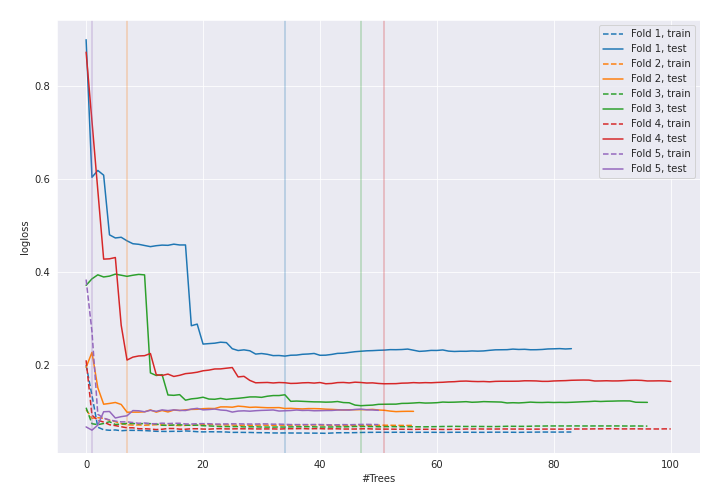 0.8
0.6
0.4
0.2
logloss
0
20
40
60
80
100
#Trees
Fold 1, train
Fold 1, test
Fold 2, train
Fold 2, test
Fold 3, train
Fold 3, test
Fold 4, train
Fold 4, test
Fold 5, train
Fold 5, test